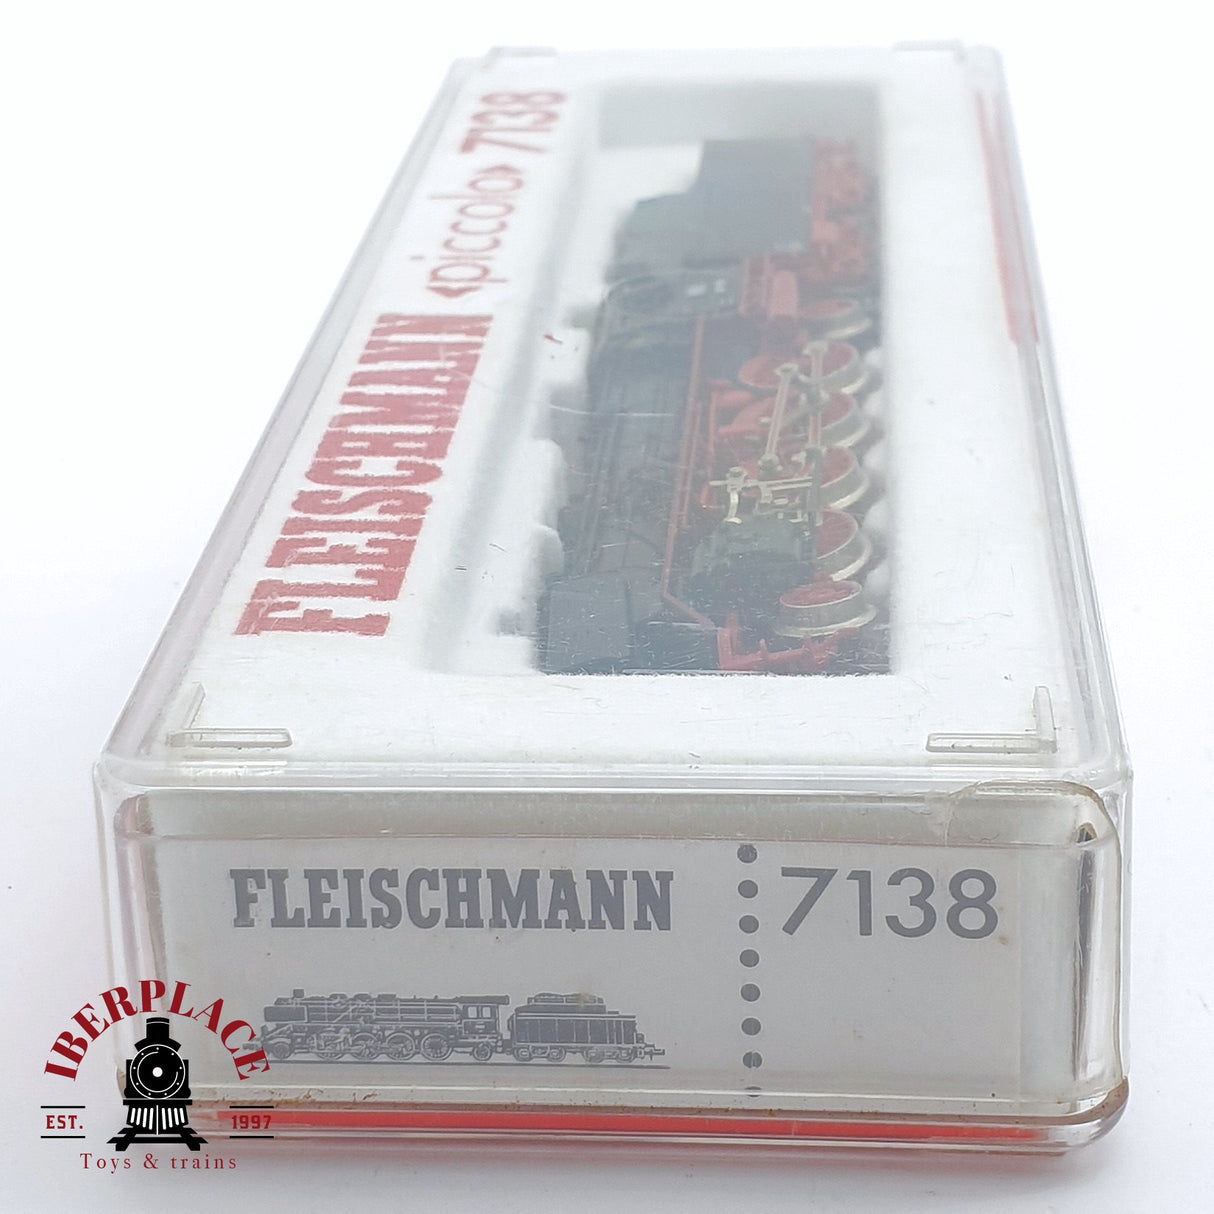 FLEISCHMANN «piccolo» 7138
FLEISCHMANN 7138
IBERPLACE
EST. 1997
Toys & trains